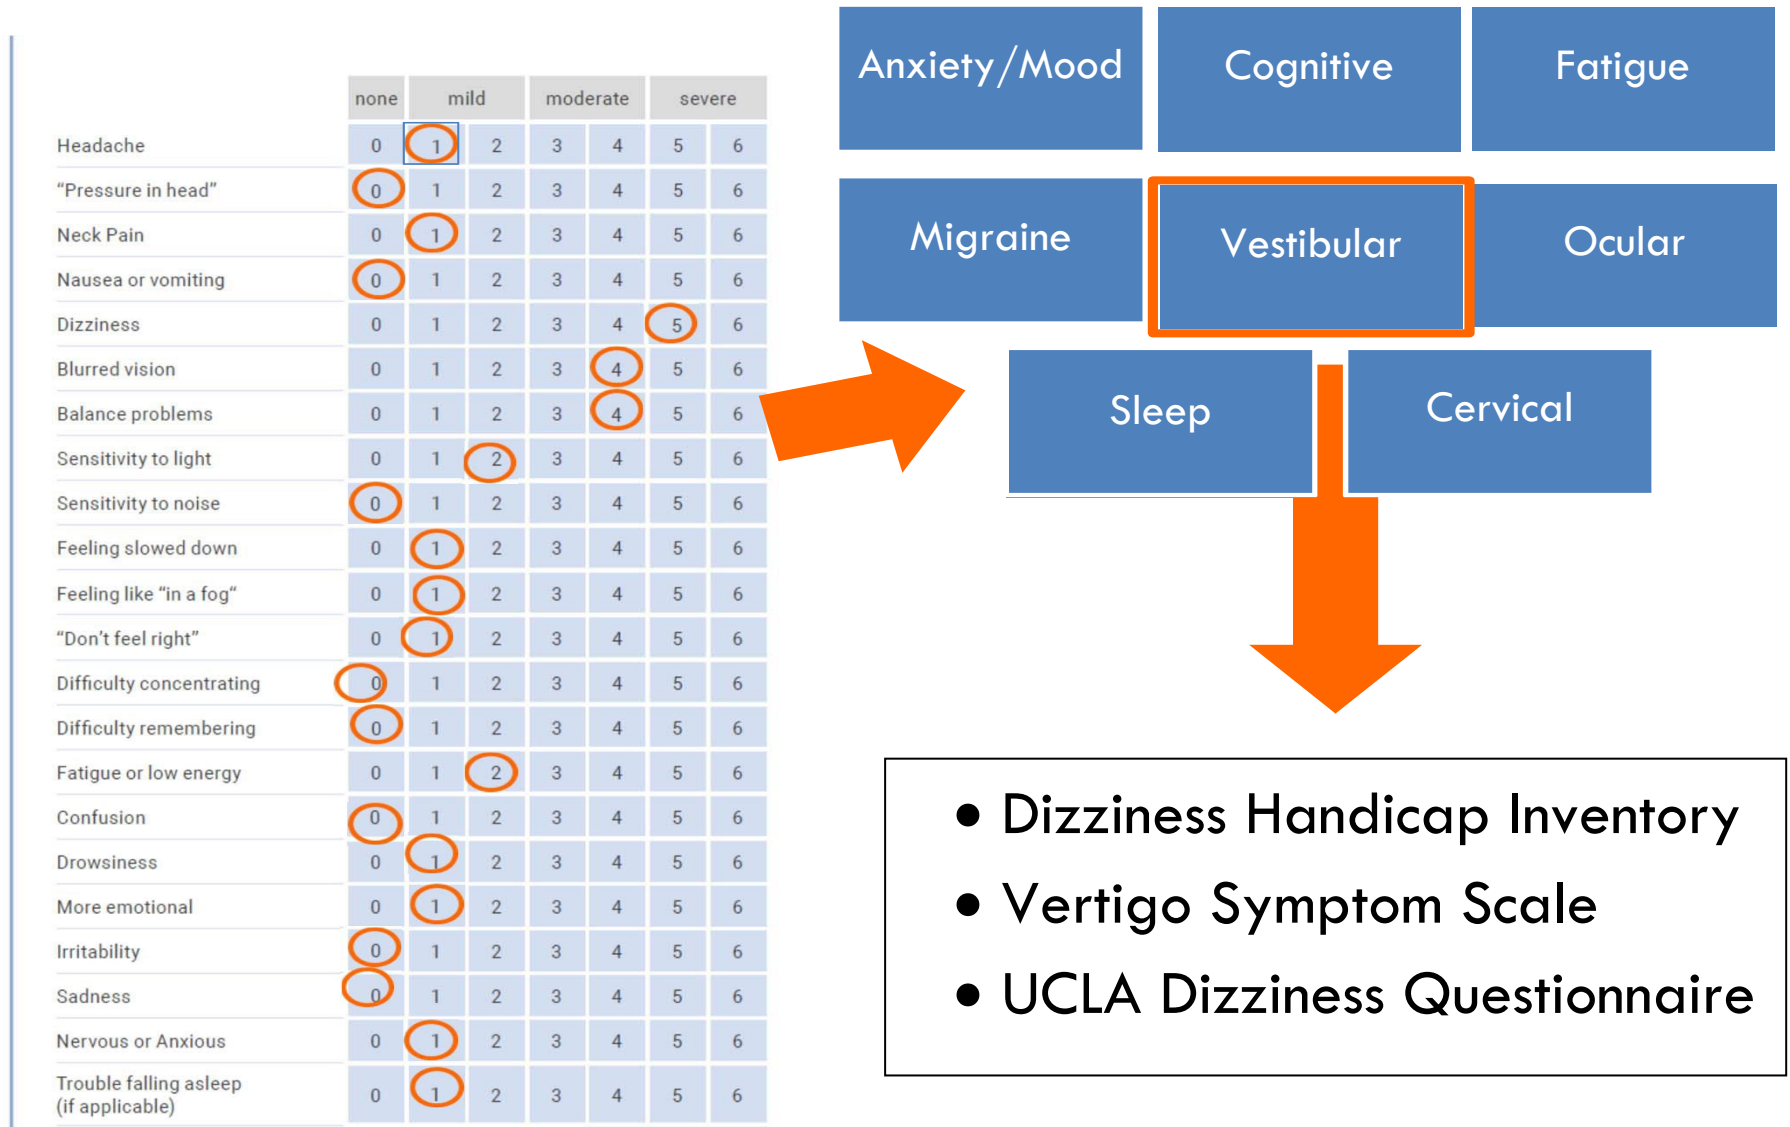 none mild moderate severe
Headache 0 1 2 3 4 5 6
“Pressure in head” 0 1 2 3 4 5 6
Neck Pain 0 1 2 3 4 5 6
Nausea or vomiting 0 1 2 3 4 5 6
Dizziness 0 1 2 3 4 5 6
Blurred vision 0 1 2 3 4 5 6
Balance problems 0 1 2 3 4 5 6
Sensitivity to light 0 1 2 3 4 5 6
Sensitivity to noise 0 1 2 3 4 5 6
Feeling slowed down 0 1 2 3 4 5 6
Feeling like “in a fog“ 0 1 2 3 4 5 6
“Don’t feel right” 0 1 2 3 4 5 6
Difficulty concentrating 0 1 2 3 4 5 6
Difficulty remembering 0 1 2 3 4 5 6
Fatigue or low energy 0 1 2 3 4 5 6
Confusion 0 1 2 3 4 5 6
Drowsiness 0 1 2 3 4 5 6
More emotional 0 1 2 3 4 5 6
Irritability 0 1 2 3 4 5 6
Sadness 0 1 2 3 4 5 6
Nervous or Anxious 0 1 2 3 4 5 6
Trouble falling asleep
(if applicable) 0 1 2 3 4 5 6
Anxiety/Mood Cognitive Fatigue
Migraine Vestibular Ocular
Sleep Cervical
• Dizziness Handicap Inventory
• Vertigo Symptom Scale
• UCLA Dizziness Questionnaire